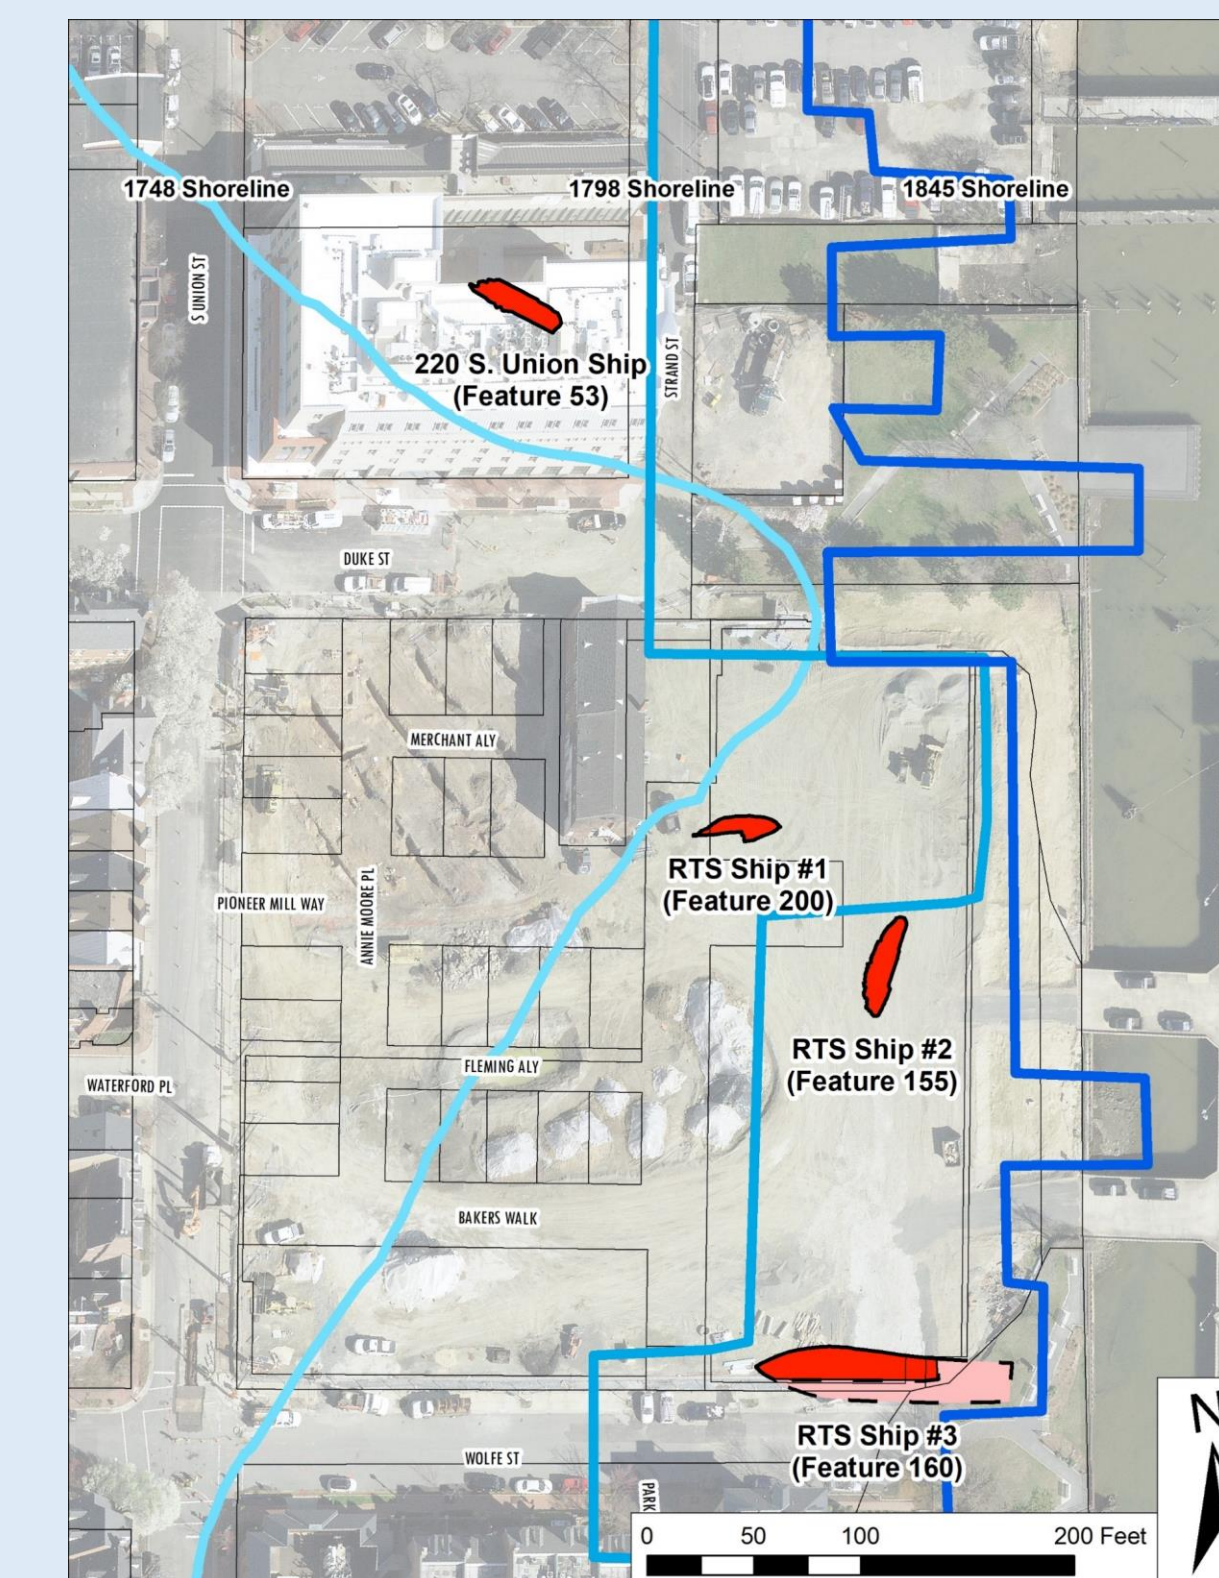 1748 Shoreline
1798 Shoreline
1845 Shoreline
S UNION ST
220 S. Union Ship
(Feature 53)
STRAND ST
DUKE ST
MERCHANT ALY
RTS Ship #1
(Feature 200)
PIONEER MILL WAY
ANNIE MOORE PL
RTS Ship #2
(Feature 155)
FLEMING ALY
WATERFORD PL
BAKERS WALK
RTS Ship #3
(Feature 160)
WOLFE ST
PARK
0 50 100 200 Feet
N